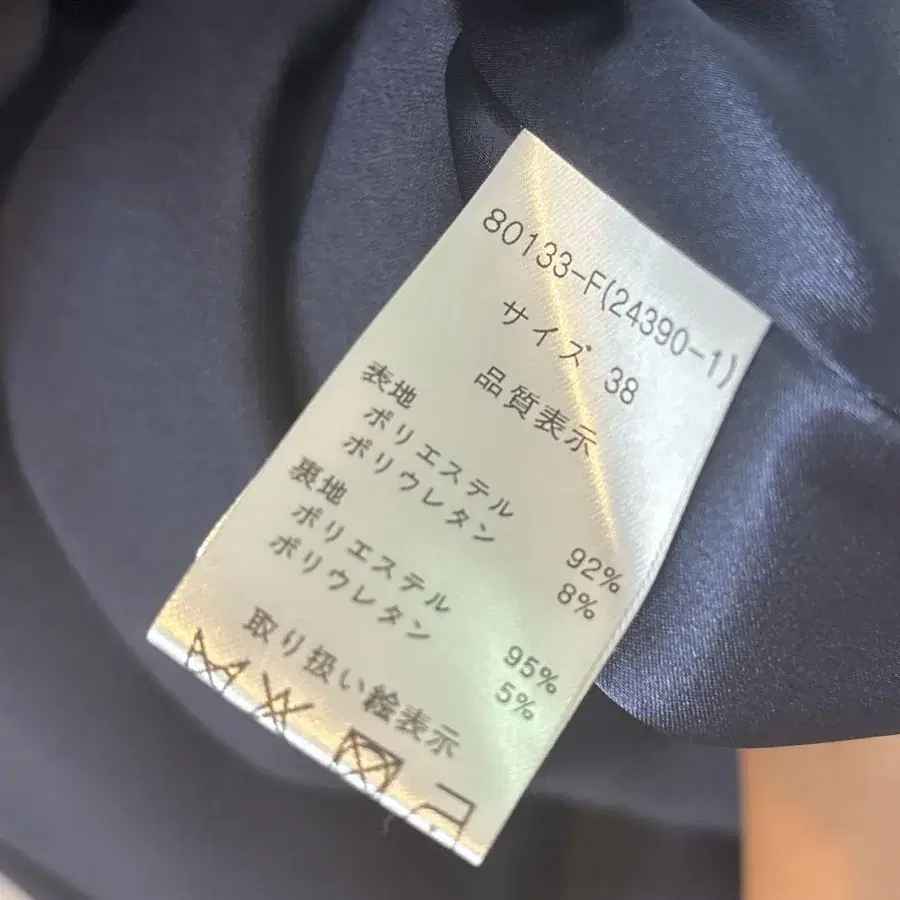 80133-F(24390-1)
サイズ 38
品質表示
表地
ポリエステル 92%
ポリウレタン 8%
裏地
ポリエステル 95%
ポリウレタン 5%
取り扱い絵表示